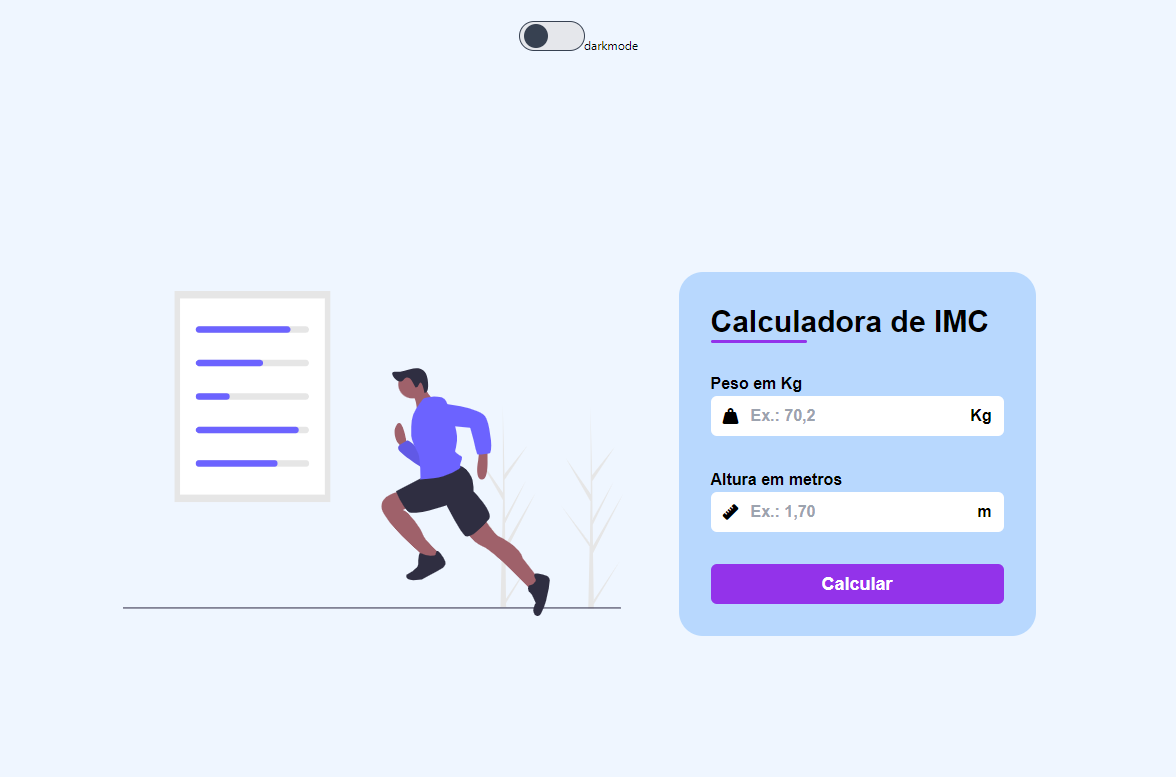 darkmode
Calculadora de IMC
Peso em Kg
Ex.: 70,2 Kg
Altura em metros
Ex.: 1,70 m
Calcular